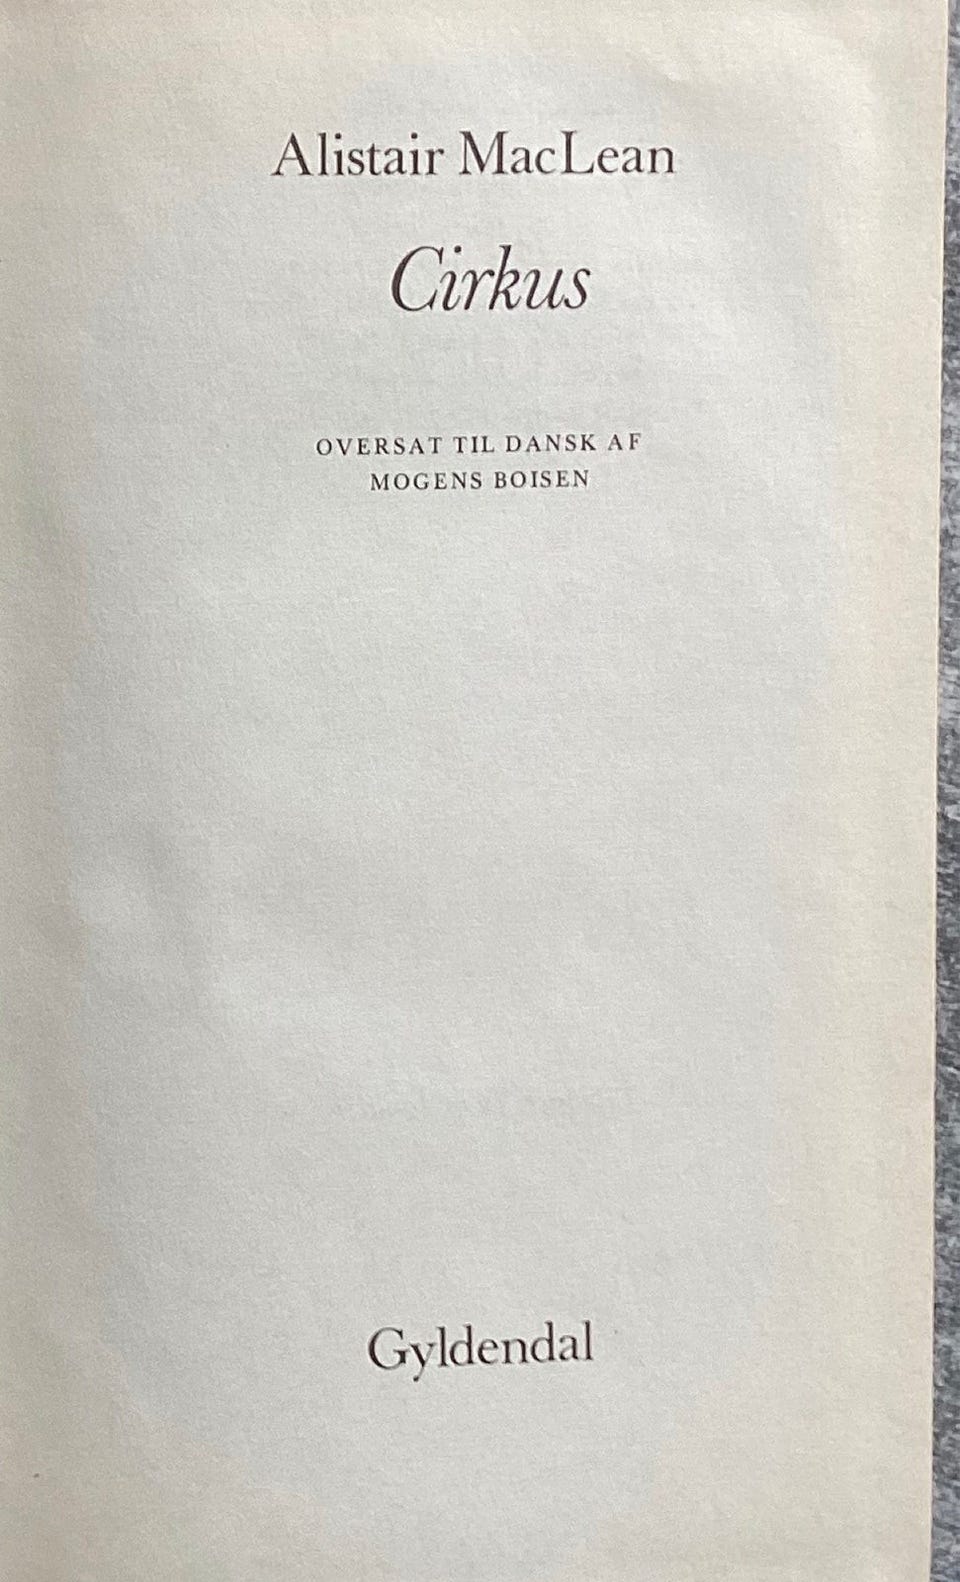 Alistair MacLean
Cirkus
OVERSAT TIL DANSK AF
MOGENS BOISEN
Gyldendal